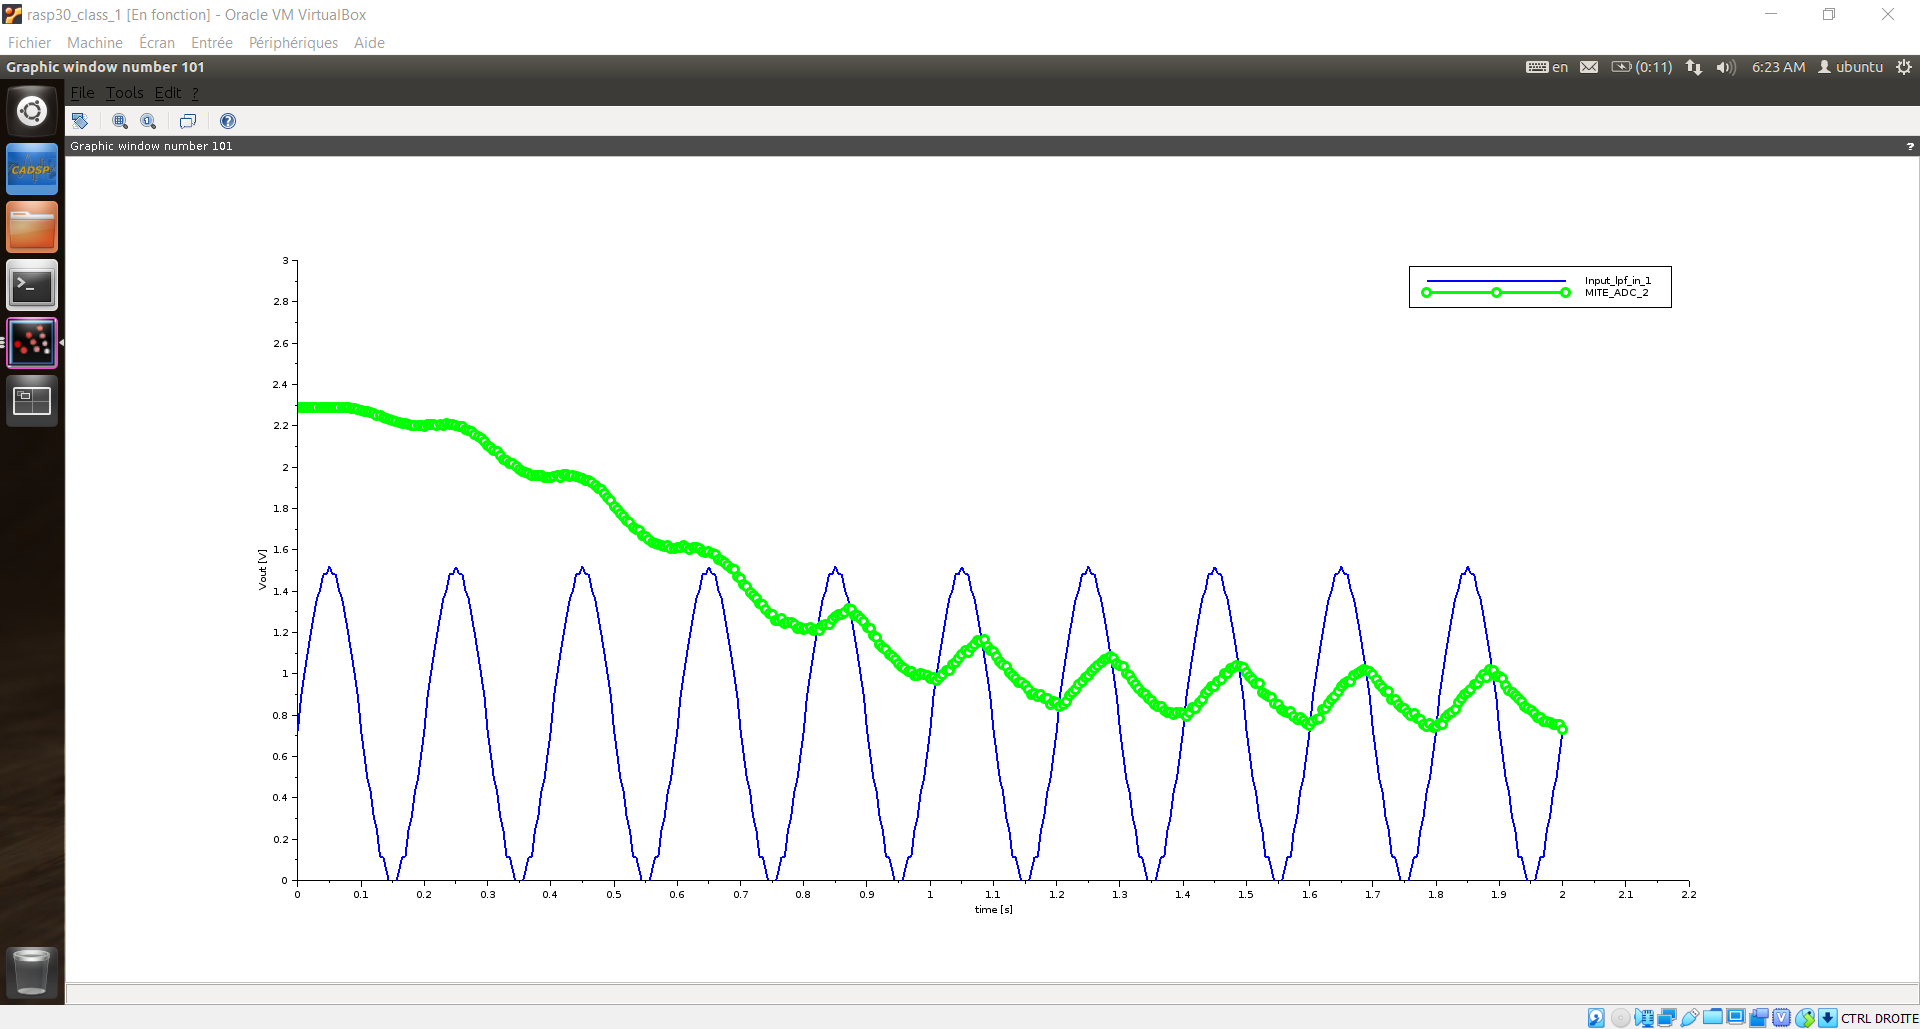 rasp30_class_1 [En fonction] - Oracle VM VirtualBox
Fichier Machine Écran Entrée Périphériques Aide
Graphic window number 101 en (0:11) 6:23 AM ubuntu
File Tools Edit ?
Graphic window number 101 ?
CADSP
>_
Input_lpf_in_1
MITE_ADC_2
3
2.8
2.6
2.4
2.2
2
1.8
1.6
1.4
1.2
1
0.8
0.6
0.4
0.2
0
Vout [V]
0 0.1 0.2 0.3 0.4 0.5 0.6 0.7 0.8 0.9 1 1.1 1.2 1.3 1.4 1.5 1.6 1.7 1.8 1.9 2 2.1 2.2
time [s]
CTRL DROITE